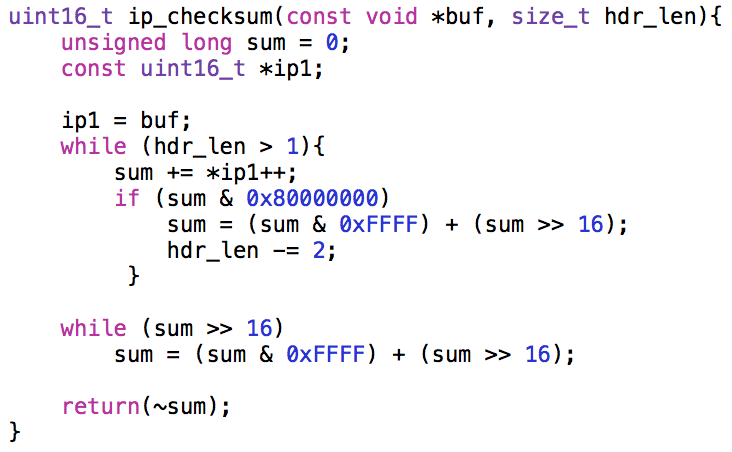 uint16_t ip_checksum(const void *buf, size_t hdr_len){
    unsigned long sum = 0;
    const uint16_t *ip1;

    ip1 = buf;
    while (hdr_len > 1){
        sum += *ip1++;
        if (sum & 0x80000000)
            sum = (sum & 0xFFFF) + (sum >> 16);
            hdr_len -= 2;
         }

    while (sum >> 16)
        sum = (sum & 0xFFFF) + (sum >> 16);

    return(~sum);
}